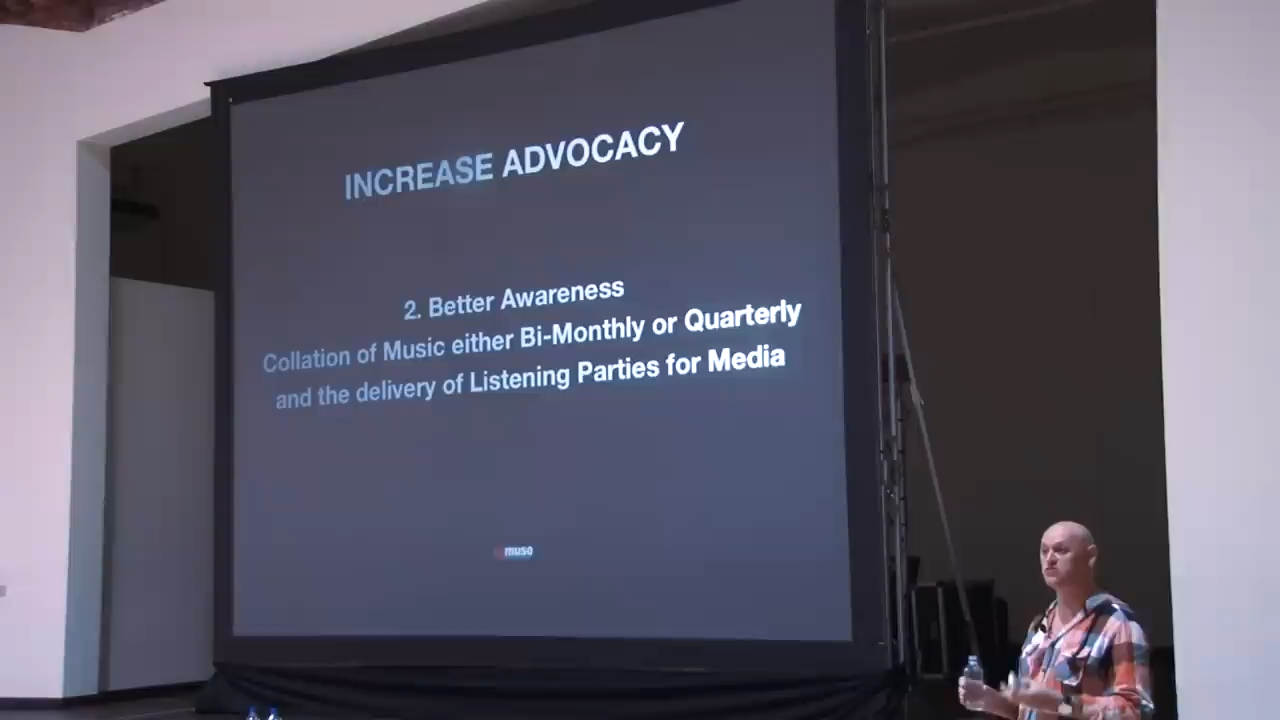 INCREASE ADVOCACY
2. Better Awareness
Collation of Music either Bi-Monthly or Quarterly
and the delivery of Listening Parties for Media
muso